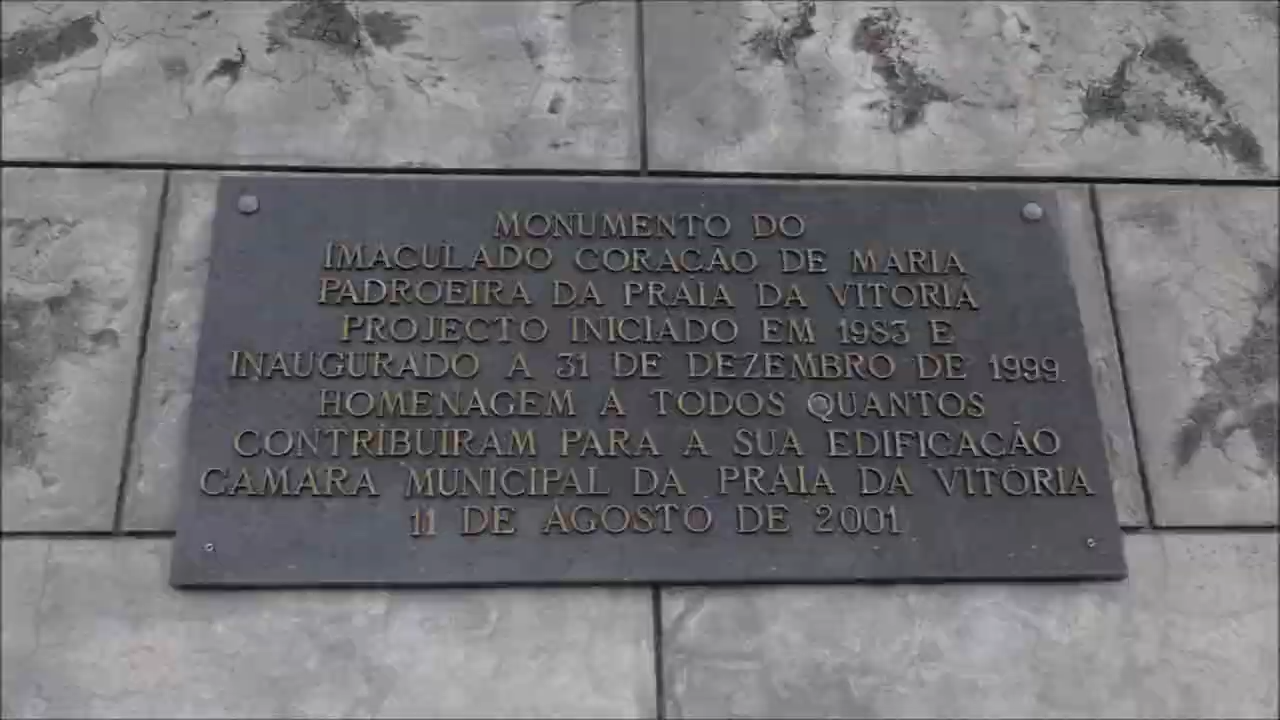 MONUMENTO DO
IMACULADO CORAÇÃO DE MARIA
PADROEIRA DA PRAIA DA VITÓRIA
PROJECTO INICIADO EM 1983 E
INAUGURADO A 31 DE DEZEMBRO DE 1999.
HOMENAGEM A TODOS QUANTOS
CONTRIBUIRAM PARA A SUA EDIFICAÇÃO
CÂMARA MUNICIPAL DA PRAIA DA VITÓRIA
11 DE AGOSTO DE 2001